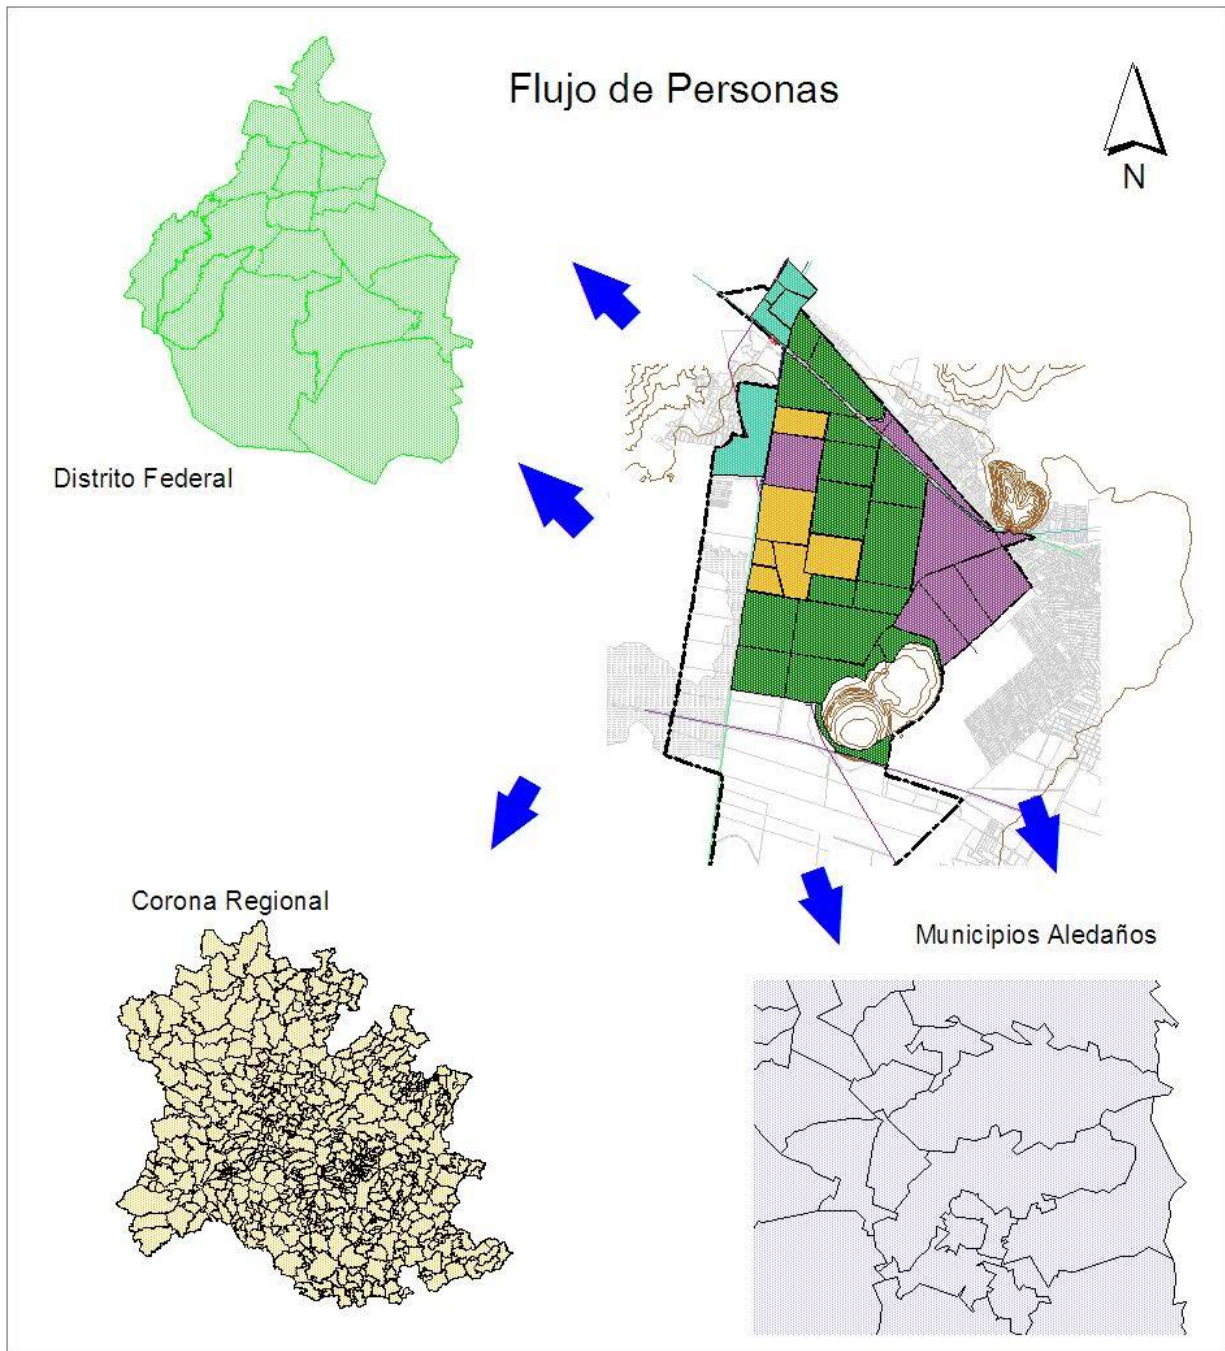 Flujo de Personas
N
Distrito Federal
Corona Regional
Municipios Aledaños